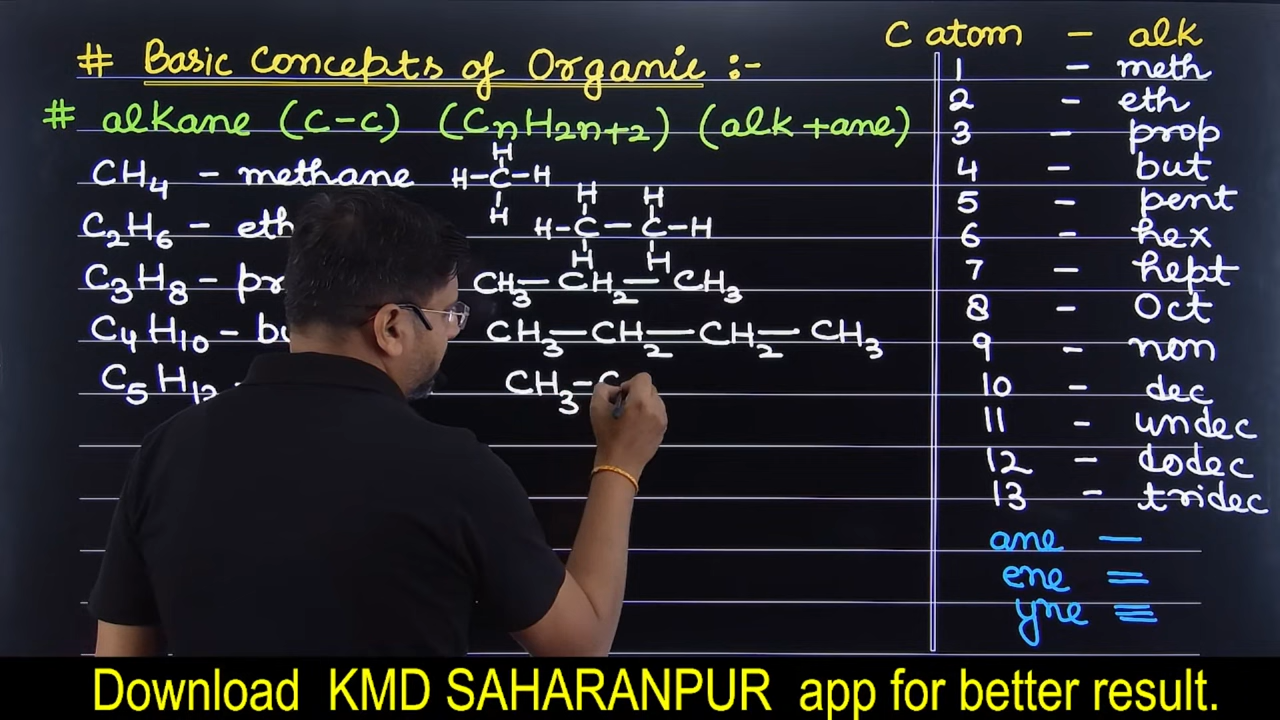 # Basic Concepts of Organic :-
# alkane (C-C) (CnH2n+2) (alk+ane)
CH4 - methane
H
H-C-H
H
C2H6 - eth
H H
H-C-C-H
H H
C3H8 - pr
CH3-CH2-CH3
C4H10 - bu
CH3-CH2-CH2-CH3
C5H12 -
CH3-C
C atom - alk
1 - meth
2 - eth
3 - prop
4 - but
5 - pent
6 - hex
7 - hept
8 - Oct
9 - non
10 - dec
11 - undec
12 - dodec
13 - tridec
ane —
ene =
yne ≡
Download KMD SAHARANPUR app for better result.